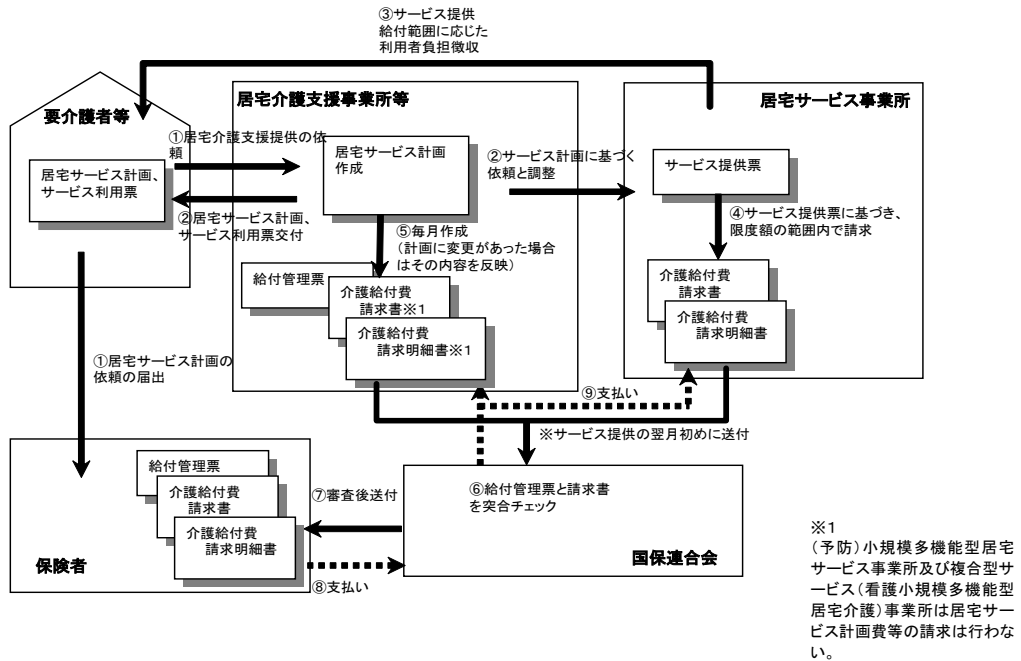 ③サービス提供
給付範囲に応じた
利用者負担徴収
要介護者等
居宅サービス計画、
サービス利用票
①居宅介護支援提供の依
頼
②居宅サービス計画、
サービス利用票交付
居宅介護支援事業所等
居宅サービス計画
作成
②サービス計画に基づく
依頼と調整
⑤毎月作成
(計画に変更があった場合
はその内容を反映)
給付管理票
介護給付費
請求書※1
介護給付費
請求明細書※1
居宅サービス事業所
サービス提供票
④サービス提供票に基づき、
限度額の範囲内で請求
介護給付費
請求書
介護給付費
請求明細書
①居宅サービス計画の
依頼の届出
⑨支払い
※サービス提供の翌月初めに送付
給付管理票
介護給付費
請求書
介護給付費
請求明細書
保険者
⑦審査後送付
⑧支払い
⑥給付管理票と請求書
を突合チェック
国保連合会
※1
(予防)小規模多機能型居宅
サービス事業所及び複合型サ
ービス(看護小規模多機能型
居宅介護)事業所は居宅サー
ビス計画費等の請求は行わな
い。